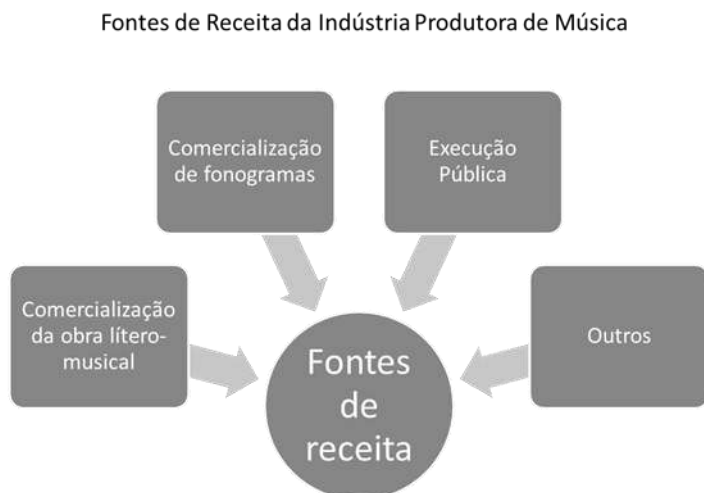 Fontes de Receita da Indústria Produtora de Música
Comercialização
de fonogramas
Execução
Pública
Comercialização
da obra lítero-
musical
Outros
Fontes
de
receita